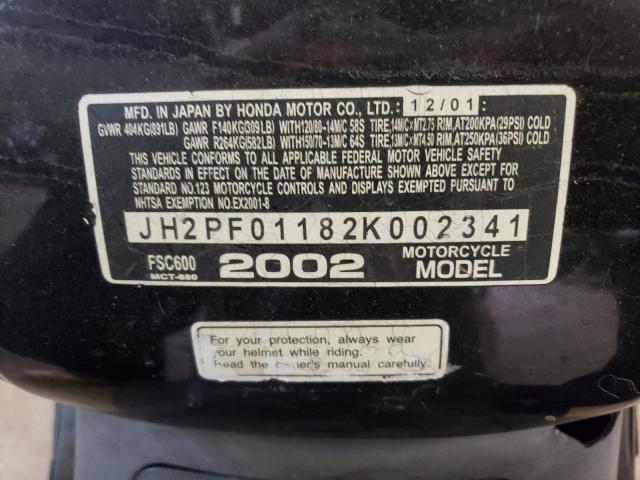 MFD. IN JAPAN BY HONDA MOTOR CO., LTD. : 12/01 :
GVWR 404KG(891LB) GAWR F140KG(309LB) WITH120/80-14M/C 58S TIRE,14M/C×MT2.75 RIM,AT200KPA(29PSI) COLD
GAWR R264KG(582LB) WITH150/70-13M/C 64S TIRE,13M/C×MT4.50 RIM,AT250KPA(36PSI) COLD
THIS VEHICLE CONFORMS TO ALL APPLICABLE FEDERAL MOTOR VEHICLE SAFETY
STANDARDS IN EFFECT ON THE DATE OF MANUFACTURE SHOWN ABOVE EXCEPT FOR
STANDARD NO.123 MOTORCYCLE CONTROLS AND DISPLAYS EXEMPTED PURSUANT TO
NHTSA EXEMPTION NO.EX2001-8
JH2PF01182K002341
FSC600 2002 MOTORCYCLE
MCT-680 MODEL
For your protection, always wear
your helmet while riding.
Read the owner's manual carefully.